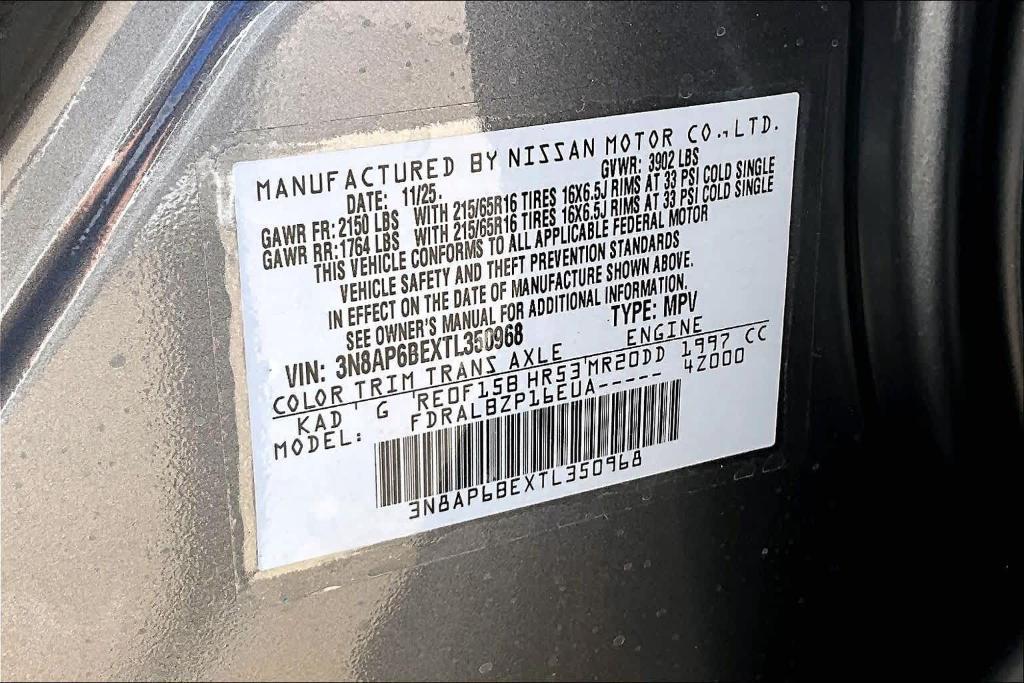 MANUFACTURED BY NISSAN MOTOR CO.,LTD.
DATE: 11/25. GVWR: 3902 LBS
GAWR FR: 2150 LBS WITH 215/65R16 TIRES 16X6.5J RIMS AT 33 PSI COLD SINGLE
GAWR RR: 1764 LBS WITH 215/65R16 TIRES 16X6.5J RIMS AT 33 PSI COLD SINGLE
THIS VEHICLE CONFORMS TO ALL APPLICABLE FEDERAL MOTOR
VEHICLE SAFETY AND THEFT PREVENTION STANDARDS
IN EFFECT ON THE DATE OF MANUFACTURE SHOWN ABOVE.
SEE OWNER'S MANUAL FOR ADDITIONAL INFORMATION.
VIN: 3N8AP6BEXTL350968 TYPE: MPV
COLOR TRIM TRANS AXLE ENGINE
KAD G RE0F15B HR53 MR20DD 1997 CC
MODEL: FDRALBZP16EUA----- 4Z000
3N8AP6BEXTL350968